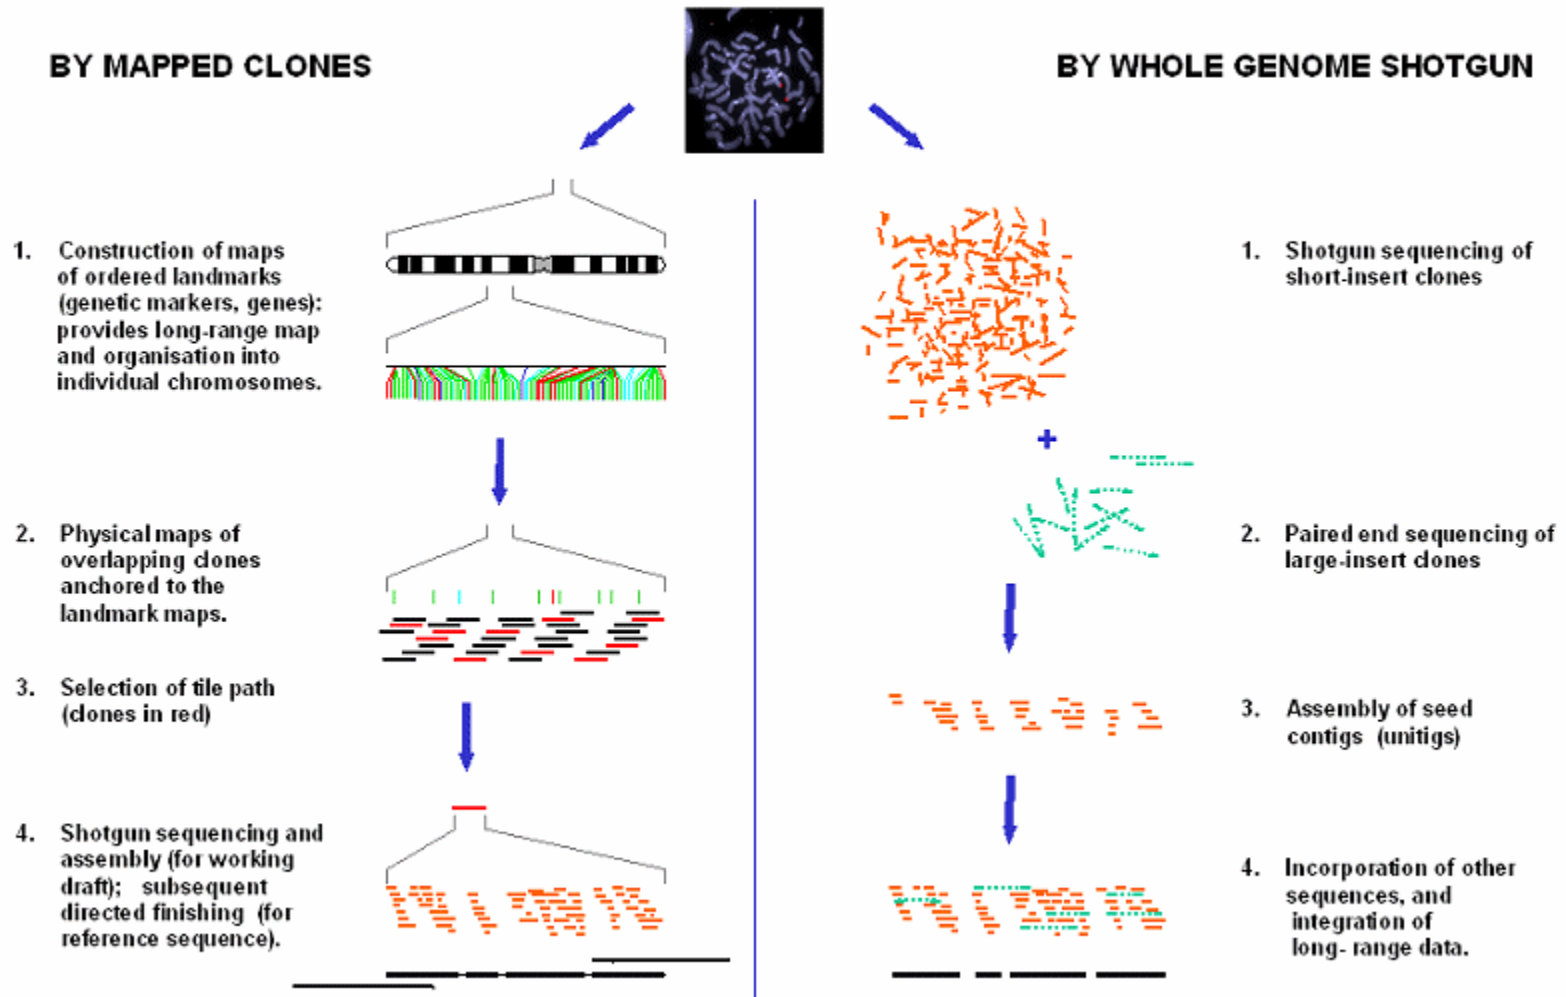 BY MAPPED CLONES
1. Construction of maps
of ordered landmarks
(genetic markers, genes):
provides long-range map
and organisation into
individual chromosomes.
2. Physical maps of
overlapping clones
anchored to the
landmark maps.
3. Selection of tile path
(clones in red)
4. Shotgun sequencing and
assembly (for working
draft); subsequent
directed finishing (for
reference sequence).
BY WHOLE GENOME SHOTGUN
1. Shotgun sequencing of
short-insert clones
+
2. Paired end sequencing of
large-insert clones
3. Assembly of seed
contigs (unitigs)
4. Incorporation of other
sequences, and
integration of
long- range data.